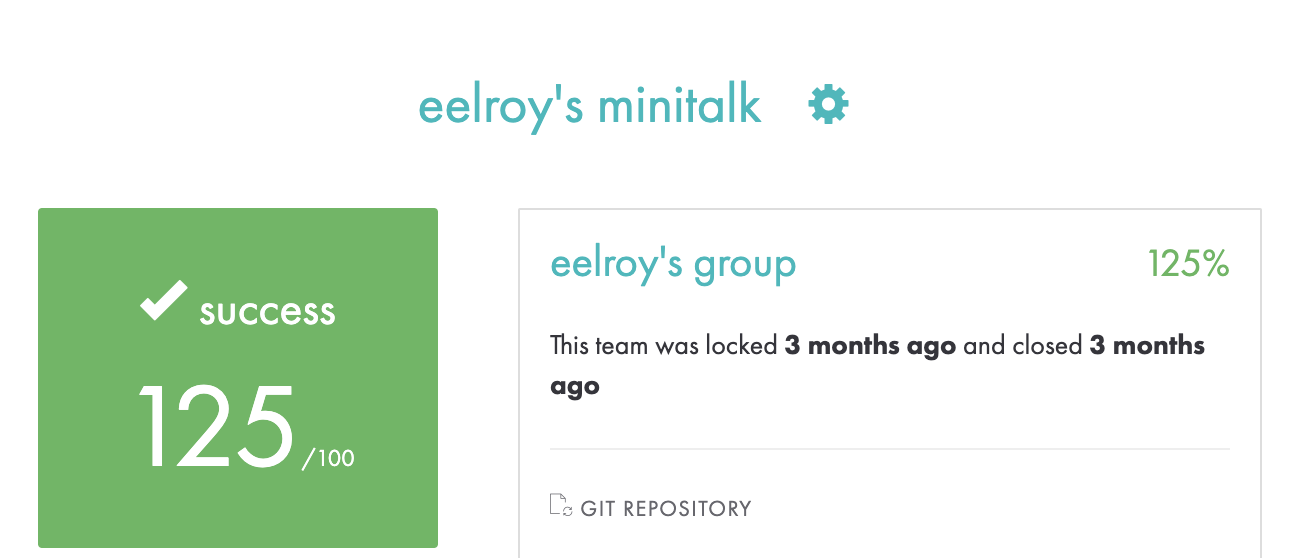 eelroy's minitalk
success
125 /100
eelroy's group
125%
This team was locked 3 months ago and closed 3 months
ago
GIT REPOSITORY